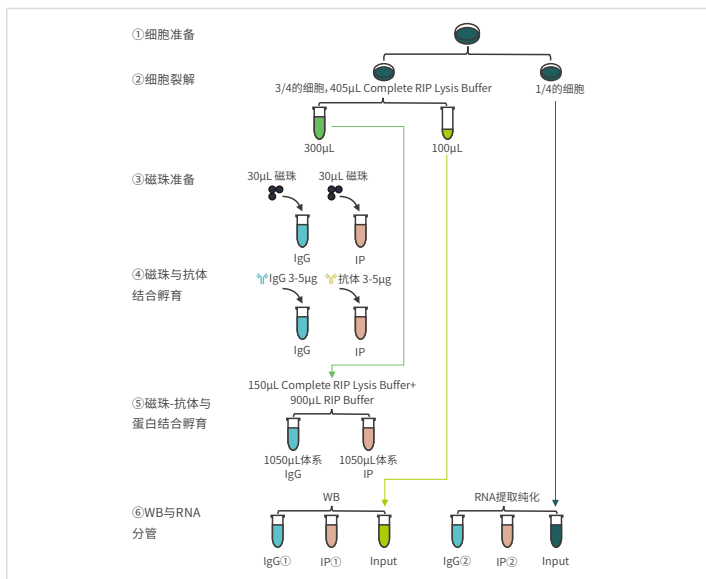 ①细胞准备
②细胞裂解
3/4的细胞, 405μL Complete RIP Lysis Buffer
1/4的细胞
300μL
100μL
③磁珠准备
30μL 磁珠
30μL 磁珠
IgG
IP
④磁珠与抗体
结合孵育
IgG 3-5μg
抗体 3-5μg
IgG
IP
150μL Complete RIP Lysis Buffer+
900μL RIP Buffer
⑤磁珠-抗体与
蛋白结合孵育
1050μL体系
IgG
1050μL体系
IP
⑥WB与RNA
分管
WB
RNA提取纯化
IgG①
IP①
Input
IgG②
IP②
Input